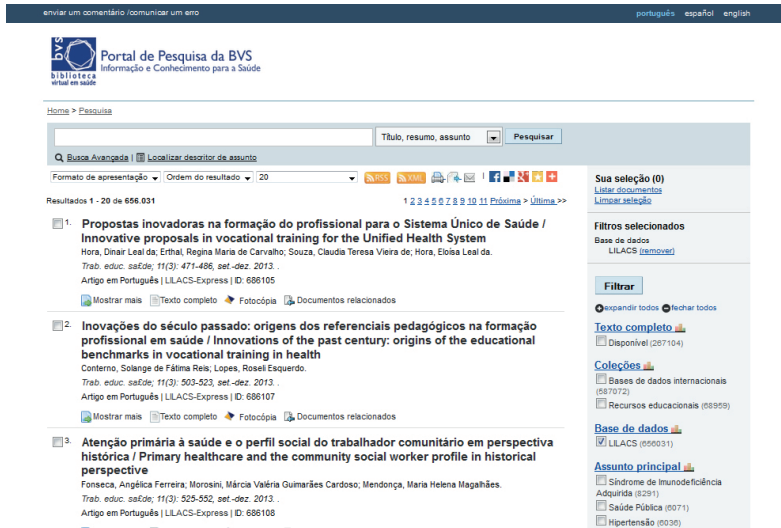 enviar um comentário /comunicar um erro
português español english
bvs
biblioteca
virtual em saúde
Portal de Pesquisa da BVS
Informação e Conhecimento para a Saúde
Home > Pesquisa
Título, resumo, assunto
Pesquisar
Busca Avançada | Localizar descritor de assunto
Formato de apresentação Ordem do resultado 20 RSS XML
Resultados 1 - 20 de 656.031
1 2 3 4 5 6 7 8 9 10 11 Próxima > Última >>
1. Propostas inovadoras na formação do profissional para o Sistema Único de Saúde /
Innovative proposals in vocational training for the Unified Health System
Hora, Dinair Leal da; Erthal, Regina Maria de Carvalho; Souza, Claudia Teresa Vieira de; Hora, Eloísa Leal da.
Trab. educ. saEde; 11(3): 471-486, set.-dez. 2013. .
Artigo em Português | LILACS-Express | ID: 686105
Mostrar mais Texto completo Fotocópia Documentos relacionados
2. Inovações do século passado: origens dos referenciais pedagógicos na formação
profissional em saúde / Innovations of the past century: origins of the educational
benchmarks in vocational training in health
Conterno, Solange de Fátima Reis; Lopes, Roseli Esquerdo.
Trab. educ. saEde; 11(3): 503-523, set.-dez. 2013. .
Artigo em Português | LILACS-Express | ID: 686107
Mostrar mais Texto completo Fotocópia Documentos relacionados
3. Atenção primária à saúde e o perfil social do trabalhador comunitário em perspectiva
histórica / Primary healthcare and the community social worker profile in historical
perspective
Fonseca, Angélica Ferreira; Morosini, Márcia Valéria Guimarães Cardoso; Mendonça, Maria Helena Magalhães.
Trab. educ. saEde; 11(3): 525-552, set.-dez. 2013. .
Artigo em Português | LILACS-Express | ID: 686108
Sua seleção (0)
Listar documentos
Limpar seleção
Filtros selecionados
Base de dados
LILACS (remover)
Filtrar
expandir todos fechar todos
Texto completo
Disponível (267104)
Coleções
Bases de dados internacionais
(587072)
Recursos educacionais (68959)
Base de dados
LILACS (656031)
Assunto principal
Síndrome de Imunodeficiência
Adquirida (8291)
Saúde Pública (6071)
Hipertensão (6036)